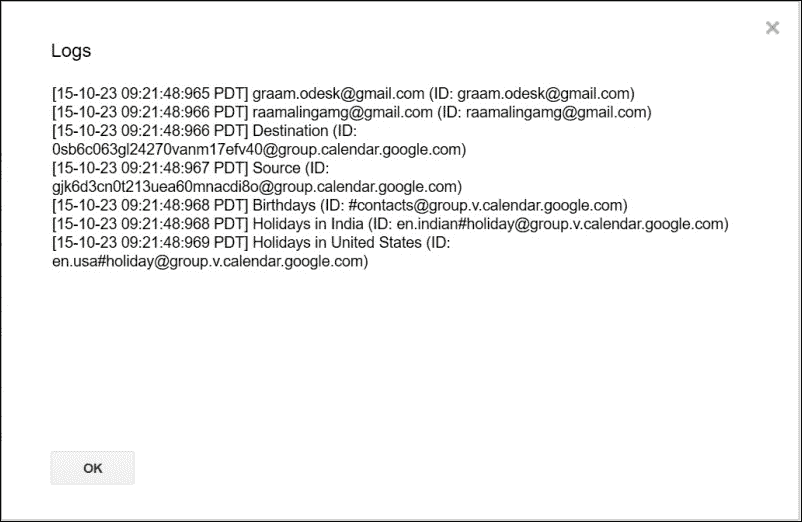 Logs
[15-10-23 09:21:48:965 PDT] graam.odesk@gmail.com (ID: graam.odesk@gmail.com)
[15-10-23 09:21:48:966 PDT] raamalingamg@gmail.com (ID: raamalingamg@gmail.com)
[15-10-23 09:21:48:966 PDT] Destination (ID:
0sb6c063gl24270vanm17efv40@group.calendar.google.com)
[15-10-23 09:21:48:967 PDT] Source (ID:
gjk6d3cn0t213uea60mnacdi8o@group.calendar.google.com)
[15-10-23 09:21:48:968 PDT] Birthdays (ID: #contacts@group.v.calendar.google.com)
[15-10-23 09:21:48:968 PDT] Holidays in India (ID: en.indian#holiday@group.v.calendar.google.com)
[15-10-23 09:21:48:969 PDT] Holidays in United States (ID:
en.usa#holiday@group.v.calendar.google.com)
OK